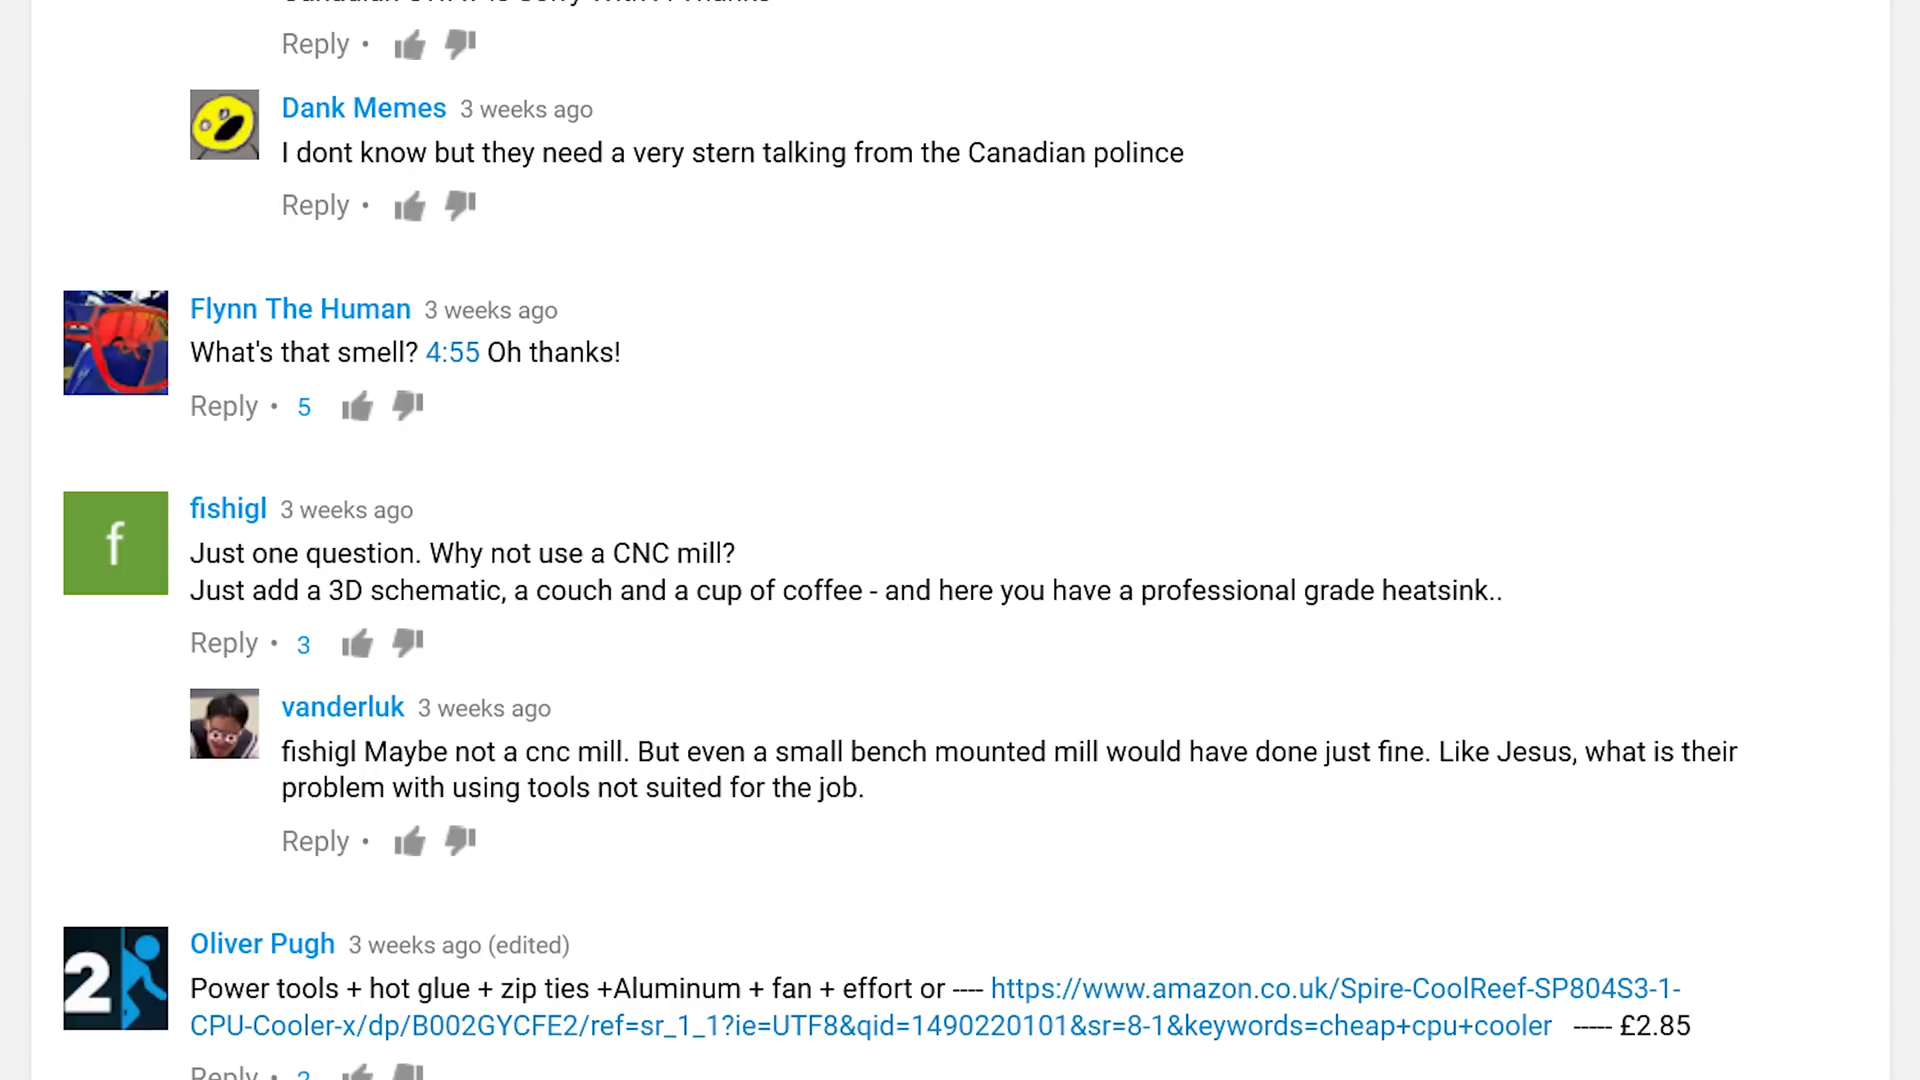 Reply •
Dank Memes 3 weeks ago
I dont know but they need a very stern talking from the Canadian polince
Reply •
Flynn The Human 3 weeks ago
What's that smell? 4:55 Oh thanks!
Reply • 5
f
fishigl 3 weeks ago
Just one question. Why not use a CNC mill?
Just add a 3D schematic, a couch and a cup of coffee - and here you have a professional grade heatsink..
Reply • 3
vanderluk 3 weeks ago
fishigl Maybe not a cnc mill. But even a small bench mounted mill would have done just fine. Like Jesus, what is their
problem with using tools not suited for the job.
Reply •
2
Oliver Pugh 3 weeks ago (edited)
Power tools + hot glue + zip ties +Aluminum + fan + effort or ---- https://www.amazon.co.uk/Spire-CoolReef-SP804S3-1-
CPU-Cooler-x/dp/B002GYCFE2/ref=sr_1_1?ie=UTF8&qid=1490220101&sr=8-1&keywords=cheap+cpu+cooler ----- £2.85
Reply • 2